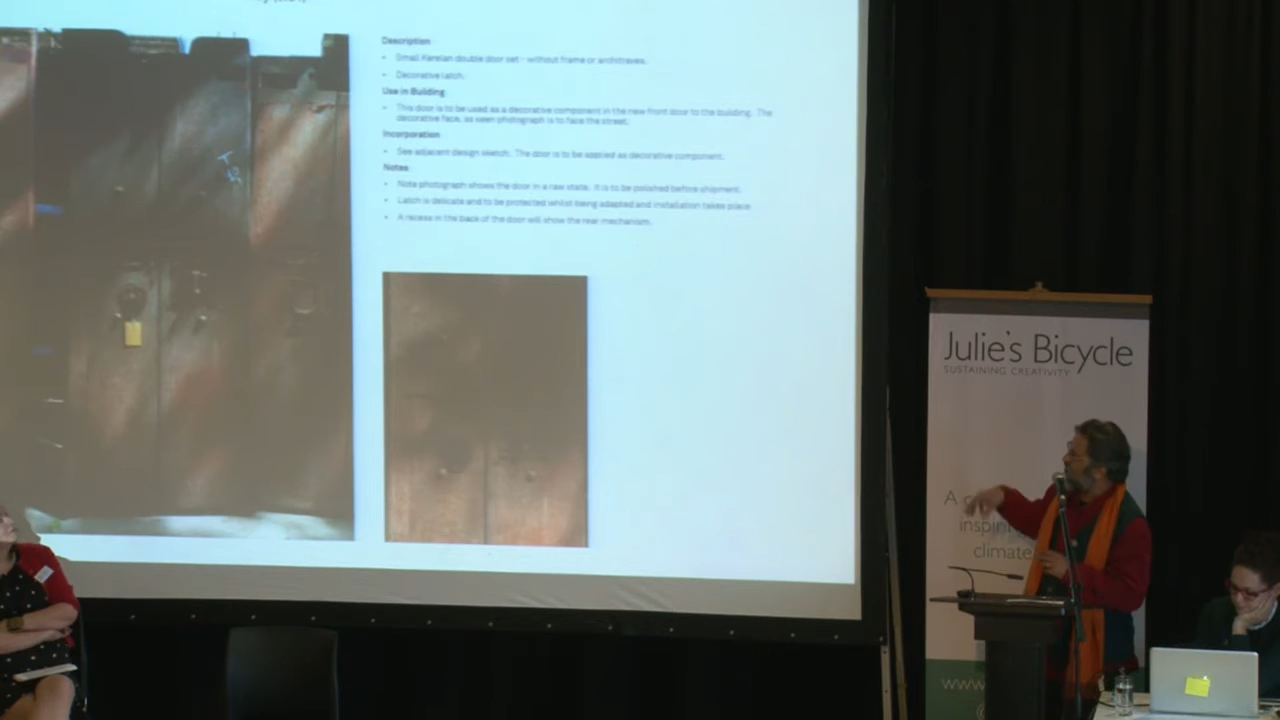 Description
• Small Keralan double door set - without frame or architraves.
• Decorative latch.
Use in Building
• This door is to be used as a decorative component in the new front door to the building. The
decorative face, as seen photograph is to face the street.
Incorporation
• See adjacent design sketch. The door is to be applied as decorative component.
Notes:
• Note photograph shows the door in a raw state. It is to be polished before shipment.
• Latch is delicate and to be protected whilst being adapted and installation takes place.
• A recess in the back of the door will show the rear mechanism.
Julie's Bicycle
SUSTAINING CREATIVITY
A
climate
www